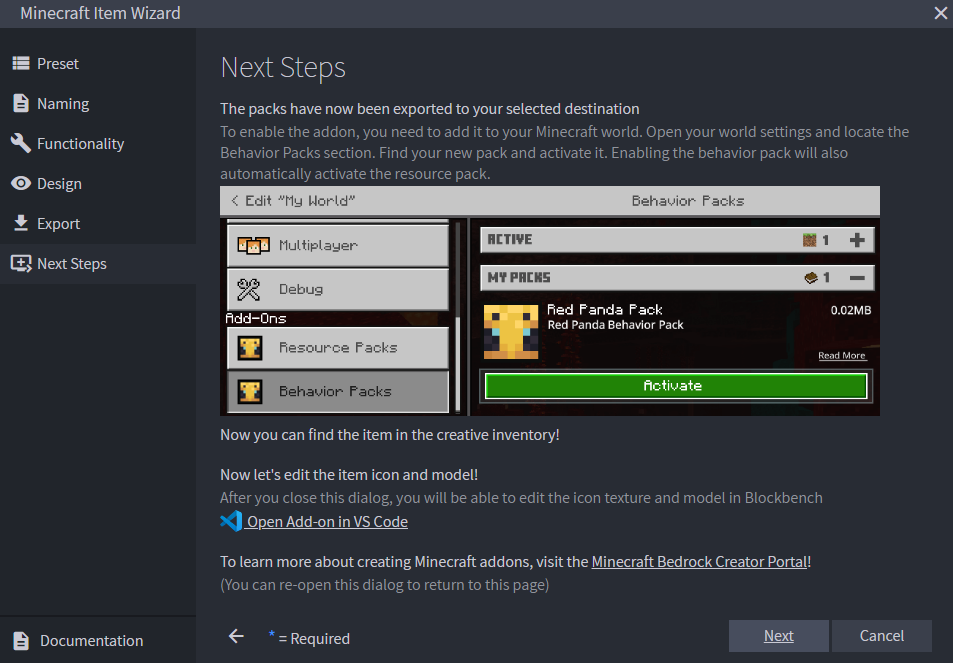 Minecraft Item Wizard
Preset
Naming
Functionality
Design
Export
Next Steps
Documentation
Next Steps
The packs have now been exported to your selected destination
To enable the addon, you need to add it to your Minecraft world. Open your world settings and locate the
Behavior Packs section. Find your new pack and activate it. Enabling the behavior pack will also
automatically activate the resource pack.
< Edit "My World"
Behavior Packs
Multiplayer
Debug
Add-Ons
Resource Packs
Behavior Packs
ACTIVE
1
MY PACKS
1
Red Panda Pack
0.02MB
Red Panda Behavior Pack
Read More
Activate
Now you can find the item in the creative inventory!
Now let's edit the item icon and model!
After you close this dialog, you will be able to edit the icon texture and model in Blockbench
Open Add-on in VS Code
To learn more about creating Minecraft addons, visit the Minecraft Bedrock Creator Portal!
(You can re-open this dialog to return to this page)
* = Required
Next
Cancel